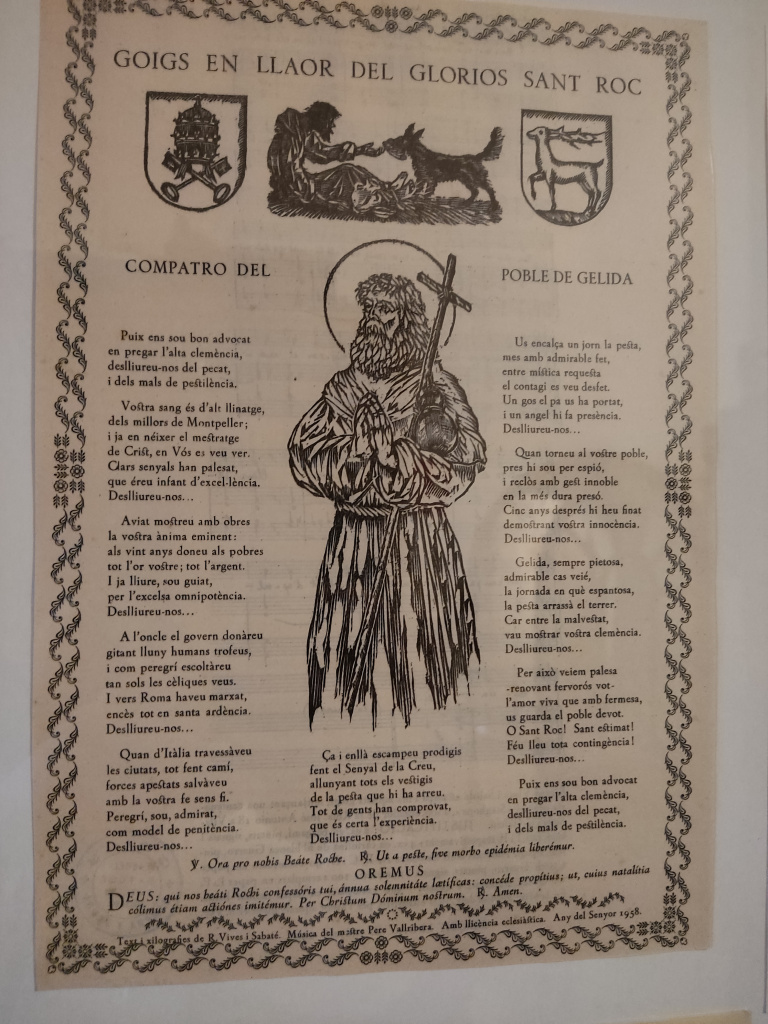 GOIGS EN LLAOR DEL GLORIOS SANT ROC
COMPATRO DEL
POBLE DE GELIDA
Puix ens sou bon advocat
en pregar l'alta clemència,
deslliureu-nos del pecat,
i dels mals de pestilència.
Vostra sang és d'alt llinatge,
dels millors de Montpeller;
i ja en néixer el mestratge
de Crist, en Vós es veu ver.
Clars senyals han palesat,
que éreu infant d'excel-lència.
Deslliureu-nos...
Aviat mostreu amb obres
la vostra ànima eminent:
als vint anys doneu als pobres
tot l'or vostre; tot l'argent.
I ja lliure, sou guiat,
per l'excelsa omnipotència.
Deslliureu-nos...
A l'oncle el govern donàreu
gitant lluny humans trofeus,
i com peregrí escoltàreu
tan sols les cèliques veus.
I vers Roma haveu marxat,
encès tot en santa ardència.
Deslliureu-nos...
Quan d'Itàlia travessàveu
les ciutats, tot fent camí,
forces apestats salvàveu
amb la vostra fe sens fi.
Peregrí, sou, admirat,
com model de penitència.
Deslliureu-nos...
Ça i enllà escampeu prodigis
fent el Senyal de la Creu,
allunyant tots els vestigis
de la pesta que hi ha arreu.
Tot de gents han comprovat,
que és certa l'experiència.
Deslliureu-nos...
Us encalça un jorn la pesta,
mes amb admirable fet,
entre mística requesta
el contagi es veu desfet.
Un gos el pa us ha portat,
i un angel hi fa presència.
Deslliureu-nos...
Quan torneu al vostre poble,
pres hi sou per espió,
i reclòs amb gest innoble
en la més dura presó.
Cinc anys després hi heu finat
demostrant vostra innocència.
Deslliureu-nos...
Gelida, sempre pietosa,
admirable cas veié,
la jornada en què espantosa,
la pesta arrasà el terrer.
Car entre la malvestat,
vau mostrar vostra clemència.
Deslliureu-nos...
Per això veiem palesa
-renovant fervorós vot-
l'amor viva que amb fermesa,
us guarda el poble devot.
O Sant Roc! Sant estimat!
Féu lleu tota contingència!
Deslliureu-nos...
Puix ens sou bon advocat
en pregar l'alta clemència,
deslliureu-nos del pecat,
i dels mals de pestilència.
℣. Ora pro nobis Beáte Roche. ℟. Ut a peste, sive morbo epidémia liberémur.
OREMUS
DEUS: qui nos beáti Rochi confessóris tui, ánnua solemnitáte lætíficas: concéde propítius; ut, cuius natalítia
cólimus étiam actiónes imitémur. Per Christum Dóminum nostrum. ℟. Amen.
Text i xilografies de R. Vives i Sabaté. Música del mastre Pere Vallribera. Amb llicència eclesiástica. Any del Senyor 1958.